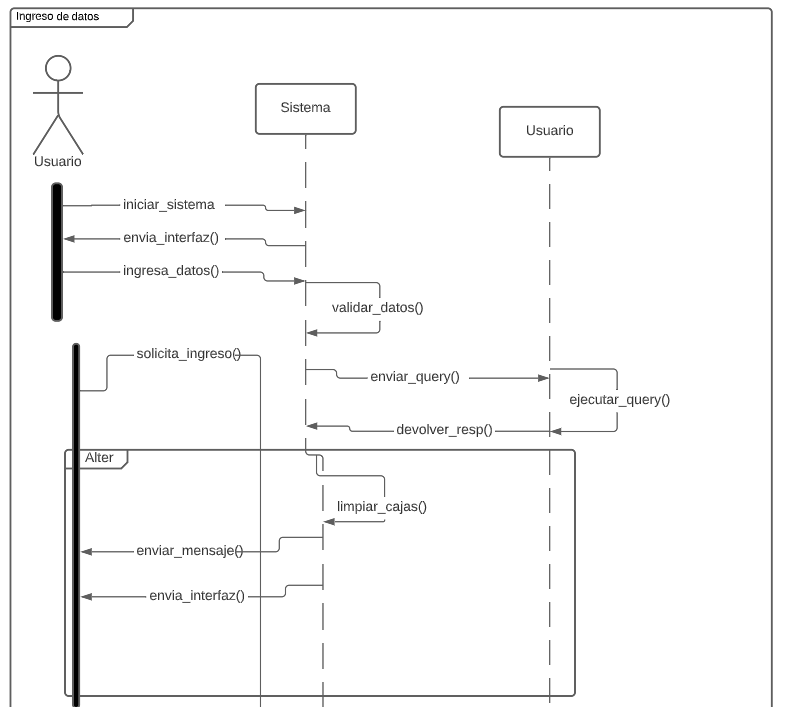 Ingreso de datos
Sistema
Usuario
Usuario
iniciar_sistema
envia_interfaz()
ingresa_datos()
validar_datos()
solicita_ingreso()
enviar_query()
ejecutar_query()
devolver_resp()
Alter
limpiar_cajas()
enviar_mensaje()
envia_interfaz()